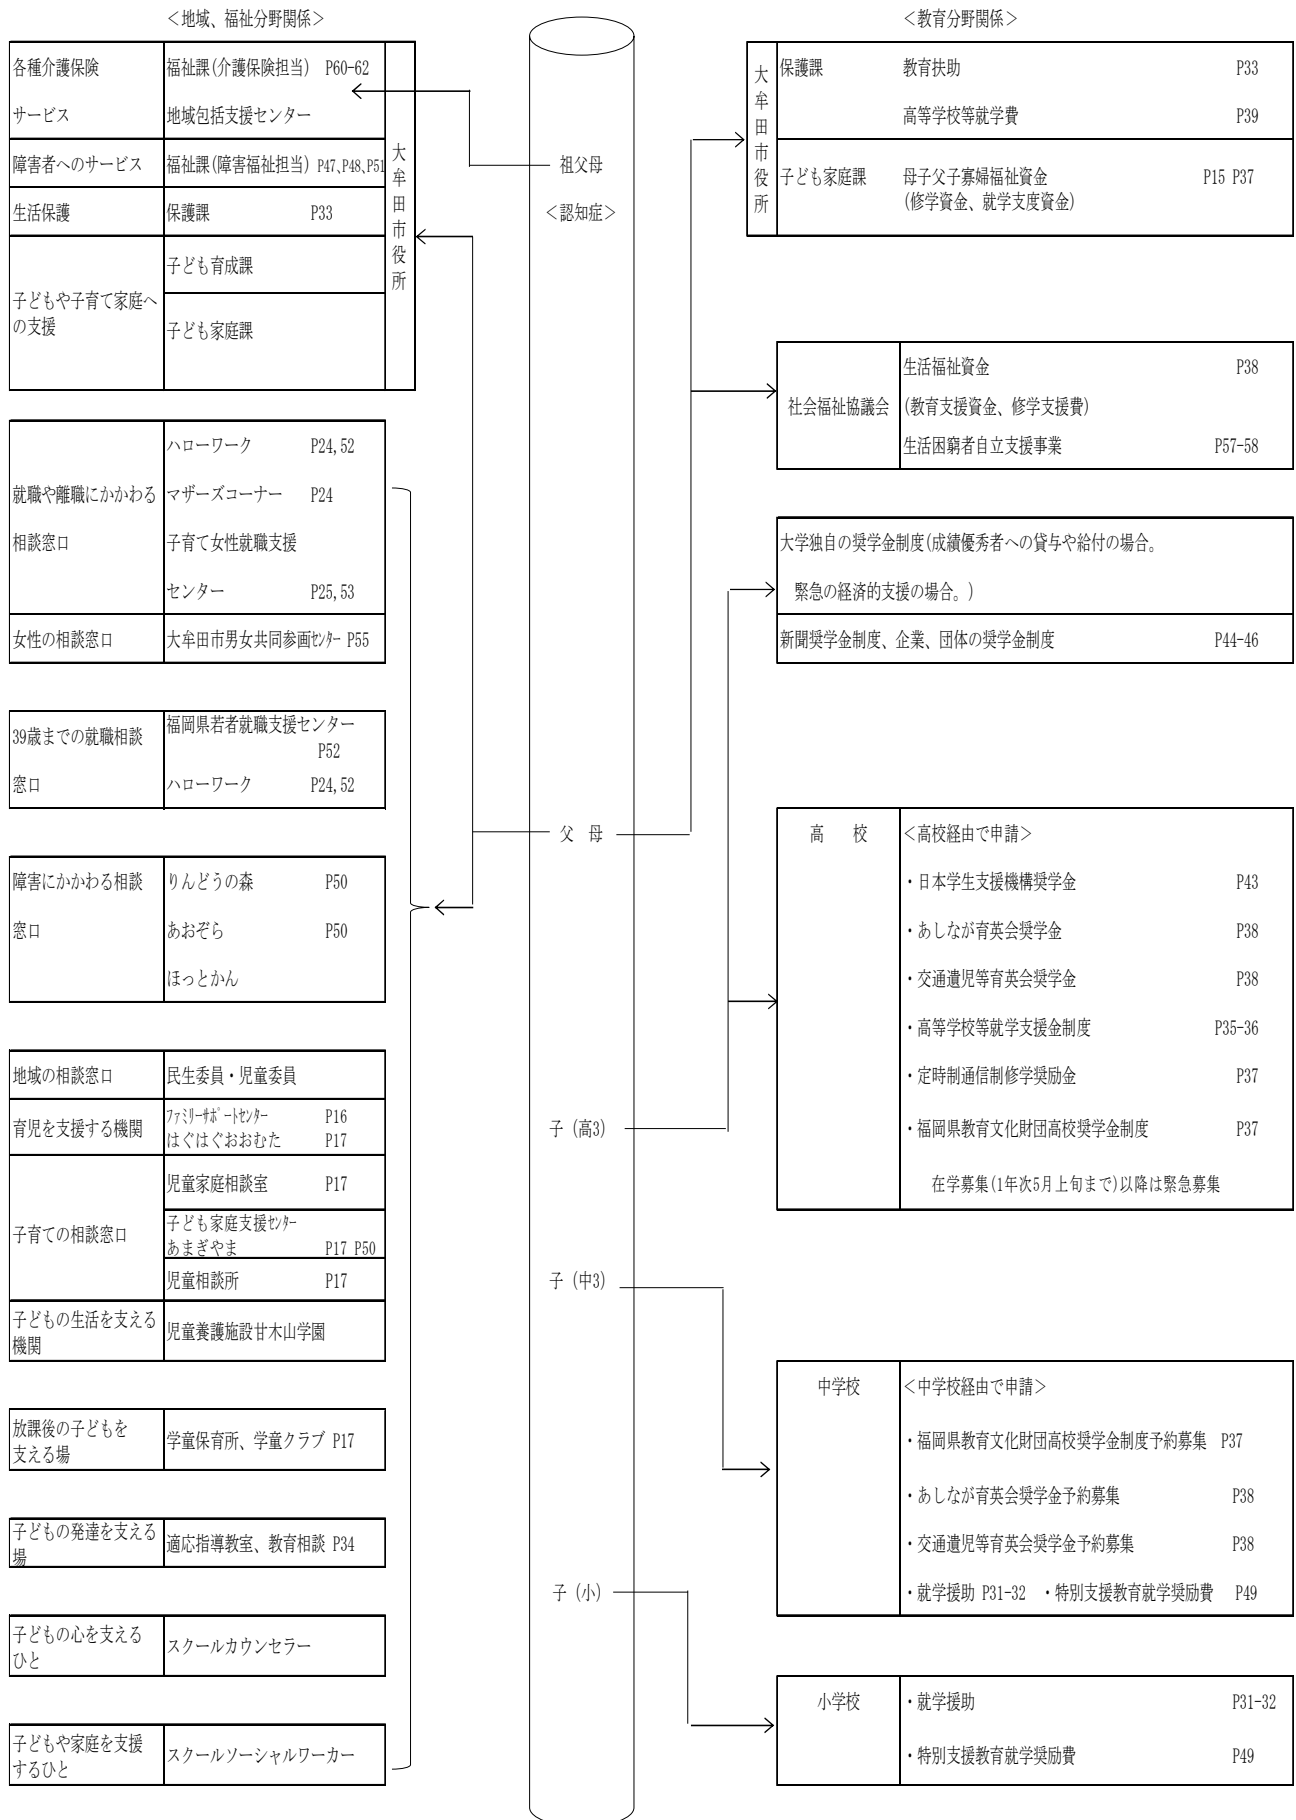 ＜地域、福祉分野関係＞
各種介護保険 福祉課(介護保険担当) P60-62
サービス 地域包括支援センター
障害者へのサービス 福祉課(障害福祉担当) P47、P48、P51
生活保護 保護課 P33
子ども育成課
子どもや子育て家庭へ
の支援
子ども家庭課
大牟田市役所
就職や離職にかかわる
相談窓口
ハローワーク P24,52
マザーズコーナー P24
子育て女性就職支援
センター P25,53
女性の相談窓口 大牟田市男女共同参画ｾﾝﾀｰ P55
39歳までの就職相談
窓口
福岡県若者就職支援センター
P52
ハローワーク P24,52
障害にかかわる相談
窓口
りんどうの森 P50
あおぞら P50
ほっとかん
地域の相談窓口 民生委員・児童委員
育児を支援する機関
ﾌｧﾐﾘｰｻﾎﾟｰﾄｾﾝﾀｰ P16
はぐはぐおおむた P17
子育ての相談窓口
児童家庭相談室 P17
子ども家庭支援ｾﾝﾀｰ
あまぎやま P17 P50
児童相談所 P17
子どもの生活を支える
機関
児童養護施設甘木山学園
放課後の子どもを
支える場
学童保育所、学童クラブ P17
子どもの発達を支える
場
適応指導教室、教育相談 P34
子どもの心を支える
ひと
スクールカウンセラー
子どもや家庭を支援
するひと
スクールソーシャルワーカー
祖父母
＜認知症＞
父 母
子 (高3)
子 (中3)
子 (小)
＜教育分野関係＞
大牟田市役所
保護課 教育扶助 P33
高等学校等就学費 P39
子ども家庭課 母子父子寡婦福祉資金 P15 P37
(修学資金、就学支度資金)
社会福祉協議会
生活福祉資金 P38
(教育支援資金、修学支援費)
生活困窮者自立支援事業 P57-58
大学独自の奨学金制度(成績優秀者への貸与や給付の場合。
緊急の経済的支援の場合。)
新聞奨学金制度、企業、団体の奨学金制度 P44-46
高 校 ＜高校経由で申請＞
・日本学生支援機構奨学金 P43
・あしなが育英会奨学金 P38
・交通遺児等育英会奨学金 P38
・高等学校等就学支援金制度 P35-36
・定時制通信制修学奨励金 P37
・福岡県教育文化財団高校奨学金制度 P37
在学募集(1年次5月上旬まで)以降は緊急募集
中学校 ＜中学校経由で申請＞
・福岡県教育文化財団高校奨学金制度予約募集 P37
・あしなが育英会奨学金予約募集 P38
・交通遺児等育英会奨学金予約募集 P38
・就学援助 P31-32 ・特別支援教育就学奨励費 P49
小学校 ・就学援助 P31-32
・特別支援教育就学奨励費 P49